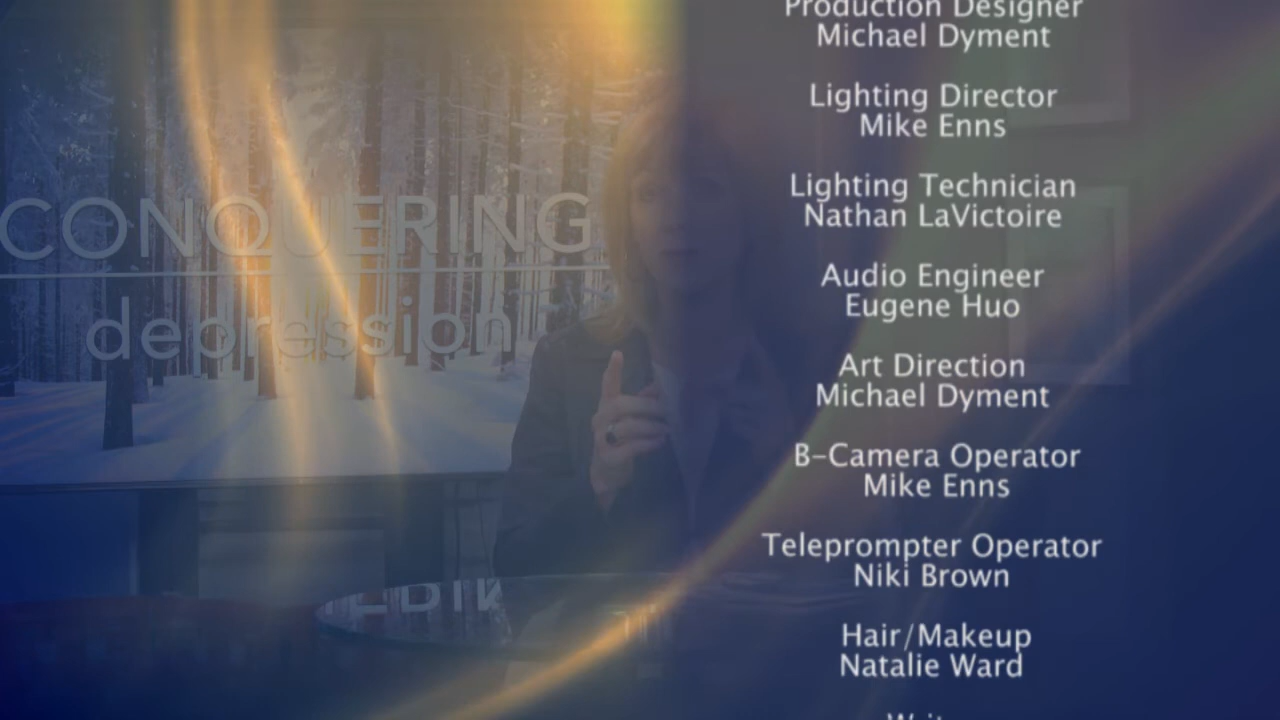 CONQUERING
depression
Production Designer
Michael Dyment
Lighting Director
Mike Enns
Lighting Technician
Nathan LaVictoire
Audio Engineer
Eugene Huo
Art Direction
Michael Dyment
B-Camera Operator
Mike Enns
Teleprompter Operator
Niki Brown
Hair/Makeup
Natalie Ward